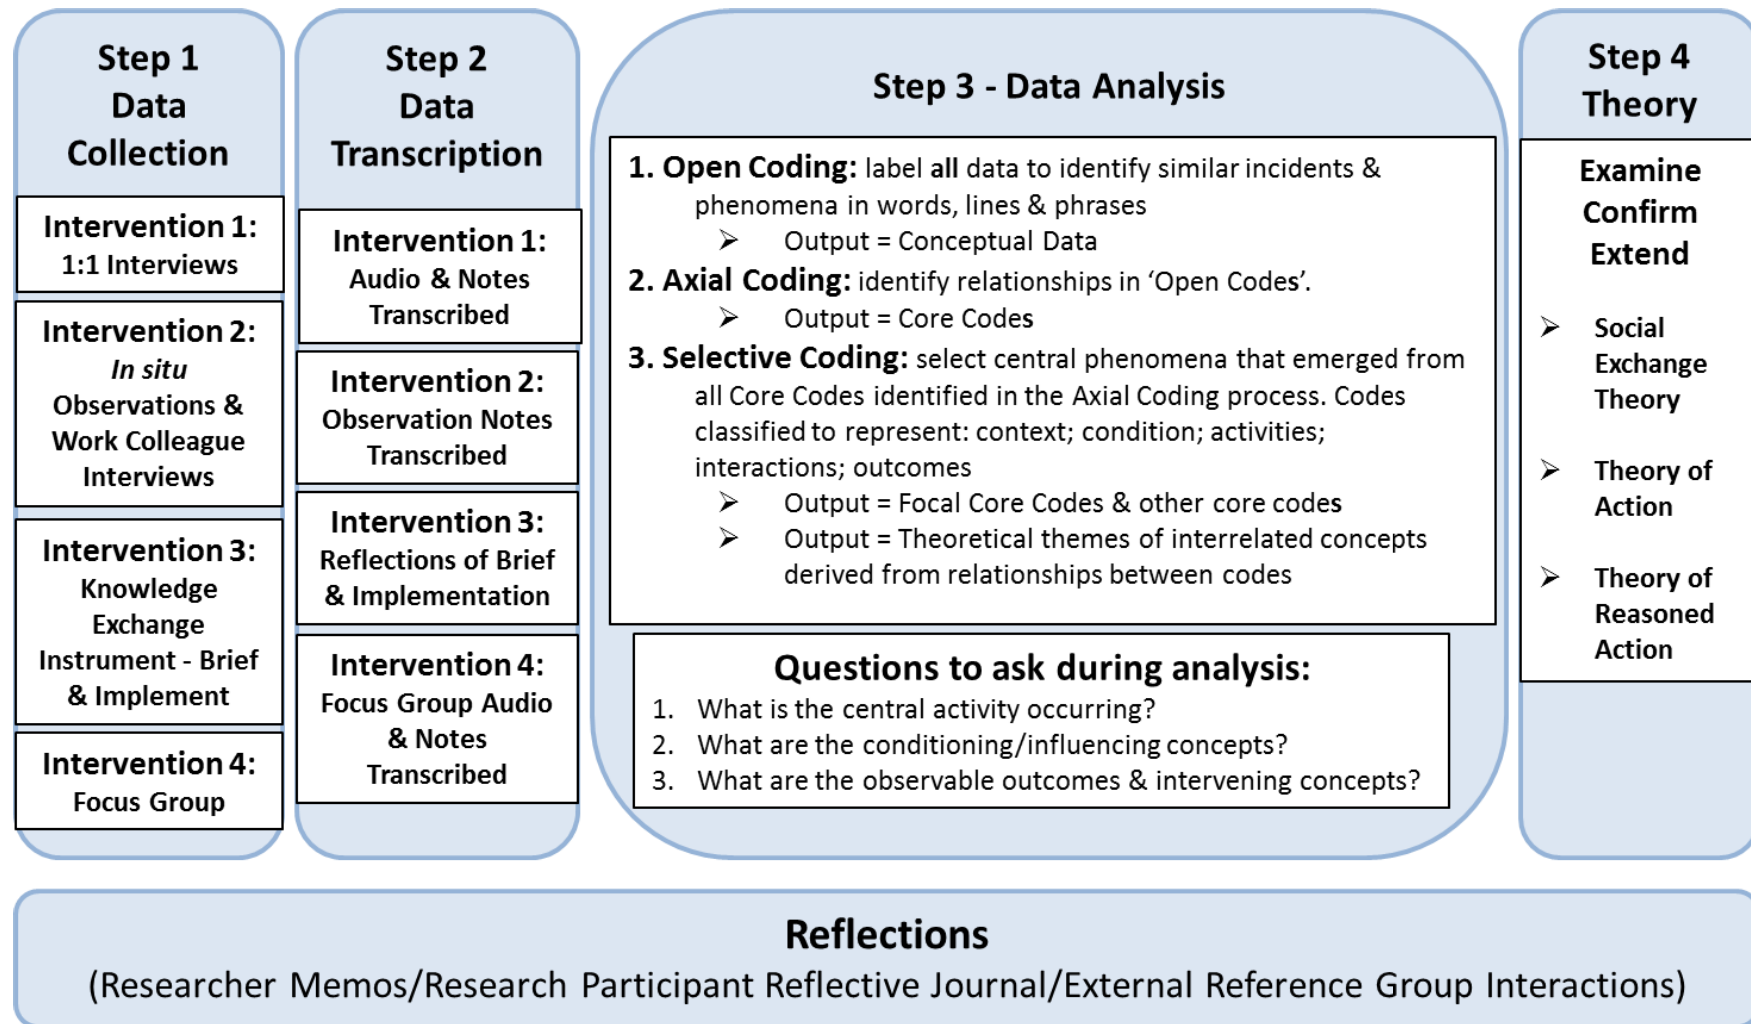 Step 1
Data
Collection
Intervention 1:
1:1 Interviews
Intervention 2:
In situ
Observations &
Work Colleague
Interviews
Intervention 3:
Knowledge
Exchange
Instrument - Brief
& Implement
Intervention 4:
Focus Group
Step 2
Data
Transcription
Intervention 1:
Audio & Notes
Transcribed
Intervention 2:
Observation Notes
Transcribed
Intervention 3:
Reflections of Brief
& Implementation
Intervention 4:
Focus Group Audio
& Notes
Transcribed
Step 3 - Data Analysis
1. Open Coding: label all data to identify similar incidents &
phenomena in words, lines & phrases
➢ Output = Conceptual Data
2. Axial Coding: identify relationships in ‘Open Codes’.
➢ Output = Core Codes
3. Selective Coding: select central phenomena that emerged from
all Core Codes identified in the Axial Coding process. Codes
classified to represent: context; condition; activities;
interactions; outcomes
➢ Output = Focal Core Codes & other core codes
➢ Output = Theoretical themes of interrelated concepts
derived from relationships between codes
Questions to ask during analysis:
1. What is the central activity occurring?
2. What are the conditioning/influencing concepts?
3. What are the observable outcomes & intervening concepts?
Step 4
Theory
Examine
Confirm
Extend
➢ Social
Exchange
Theory
➢ Theory of
Action
➢ Theory of
Reasoned
Action
Reflections
(Researcher Memos/Research Participant Reflective Journal/External Reference Group Interactions)